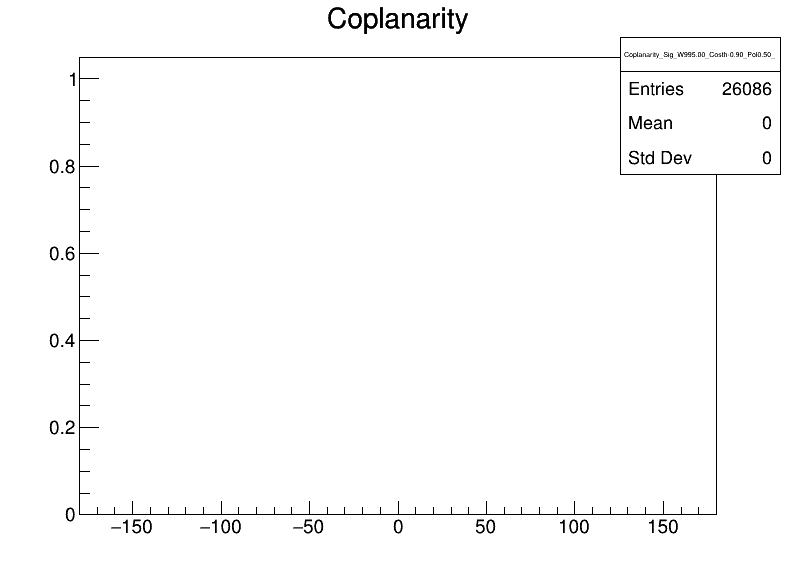 Coplanarity
Coplanarity_Sig_W995.00_Costh-0.90_Pol0.50_
Entries 26086
Mean 0
Std Dev 0
1
0.8
0.6
0.4
0.2
0
−150 −100 −50 0 50 100 150